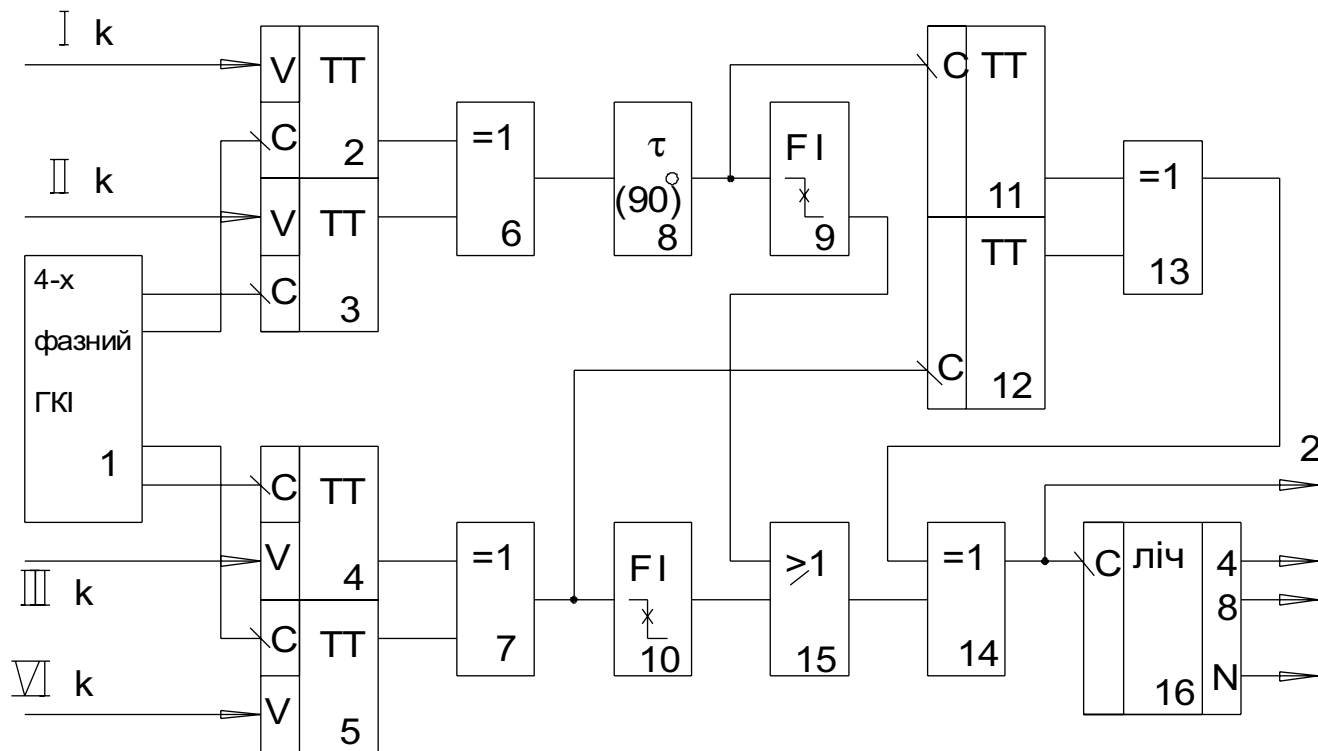 I k
V TT
C 2
II k
V TT
C 3
4-х
фазний
ГКІ
1
C TT
V 4
III k
C TT
VI k
V 5
=1
6
=1
7
τ
(90)
8
FI
9
FI
10
≥1
15
C TT
11
TT
C 12
=1
13
=1
14
2
C ліч 4
8
16 N